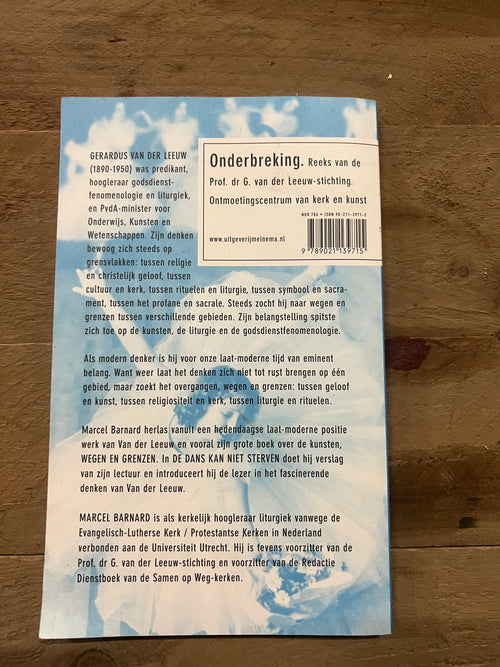 GERARDUS VAN DER LEEUW
(1890-1950) was predikant,
hoogleraar godsdienst-
fenomenologie en liturgiek,
en PvdA-minister voor
Onderwijs, Kunsten en
Wetenschappen. Zijn denken
bewoog zich steeds op
grensvlakken: tussen religie
en christelijk geloof, tussen
cultuur en kerk, tussen rituelen en liturgie, tussen symbool en sacra-
ment, tussen het profane en sacrale. Steeds zocht hij naar wegen en
grenzen tussen verschillende gebieden. Zijn belangstelling spitste
zich toe op de kunsten, de liturgie en de godsdienstfenomenologie.
Onderbreking. Reeks van de
Prof. dr G. van der Leeuw-stichting.
Ontmoetingscentrum van kerk en kunst
NUR 706 • ISBN 90-211-3971-5
www.uitgeverijmeinema.nl
9 789021 139715
Als modern denker is hij voor onze laat-moderne tijd van eminent
belang. Want weer laat het denken zich niet tot rust brengen op één
gebied, maar zoekt het overgangen, wegen en grenzen: tussen geloof
en kunst, tussen religiositeit en kerk, tussen liturgie en rituelen.
Marcel Barnard herlas vanuit een hedendaagse laat-moderne positie
werk van Van der Leeuw en vooral zijn grote boek over de kunsten,
WEGEN EN GRENZEN. In DE DANS KAN NIET STERVEN doet hij verslag
van zijn lectuur en introduceert hij de lezer in het fascinerende
denken van Van der Leeuw.
MARCEL BARNARD is als kerkelijk hoogleraar liturgiek vanwege de
Evangelisch-Lutherse Kerk / Protestantse Kerken in Nederland
verbonden aan de Universiteit Utrecht. Hij is tevens voorzitter van de
Prof. dr G. van der Leeuw-stichting en voorzitter van de Redactie
Dienstboek van de Samen op Weg-kerken.